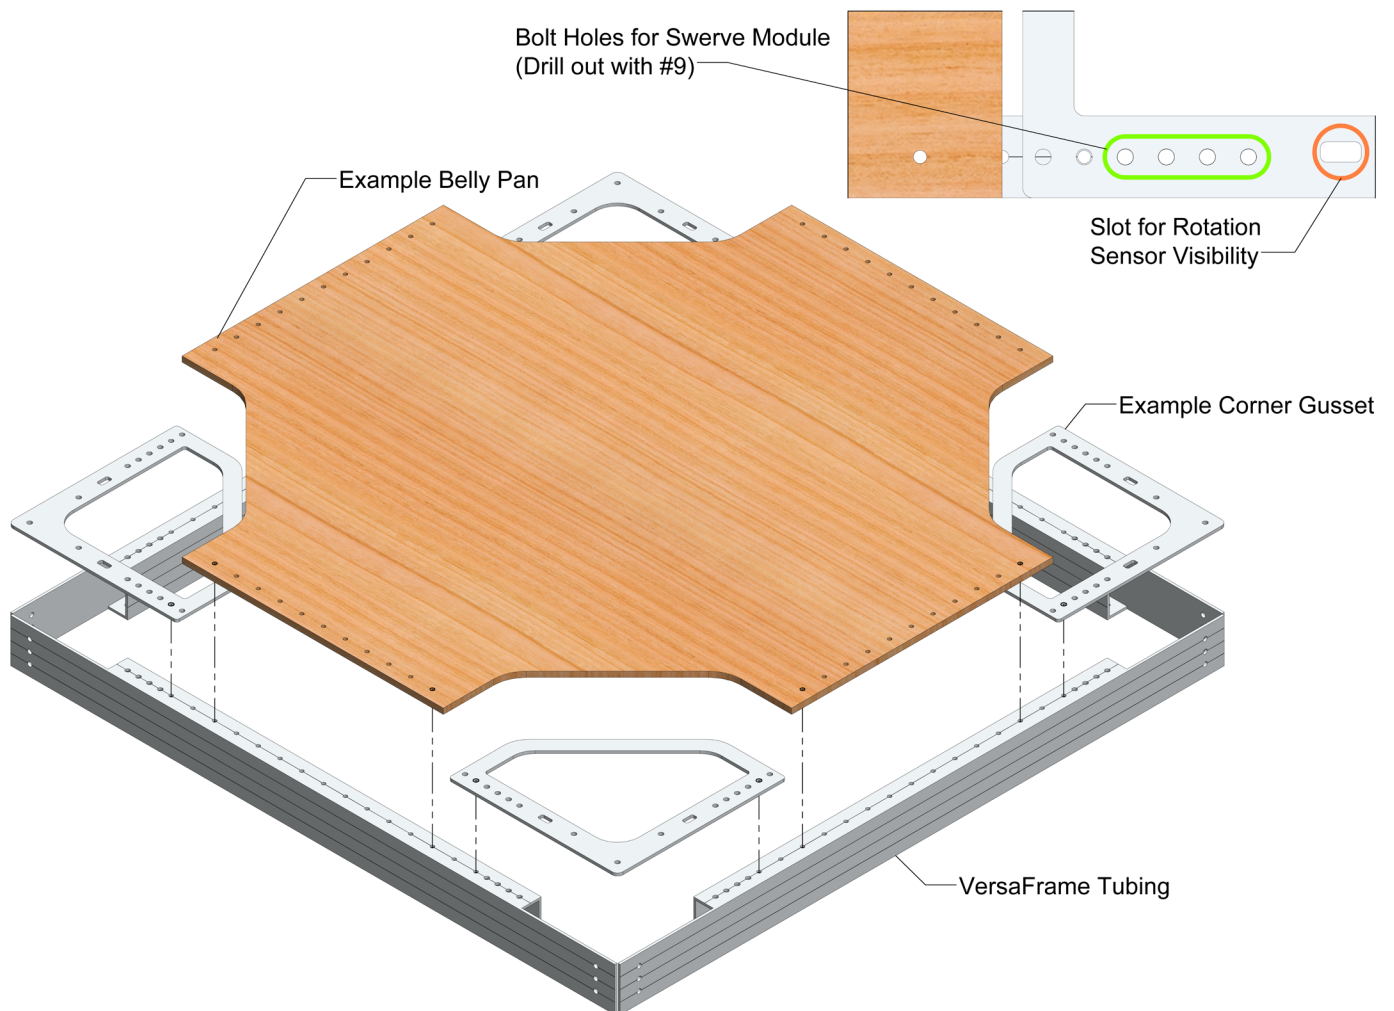 Bolt Holes for Swerve Module
(Drill out with #9)
Example Belly Pan
Slot for Rotation
Sensor Visibility
Example Corner Gusset
VersaFrame Tubing